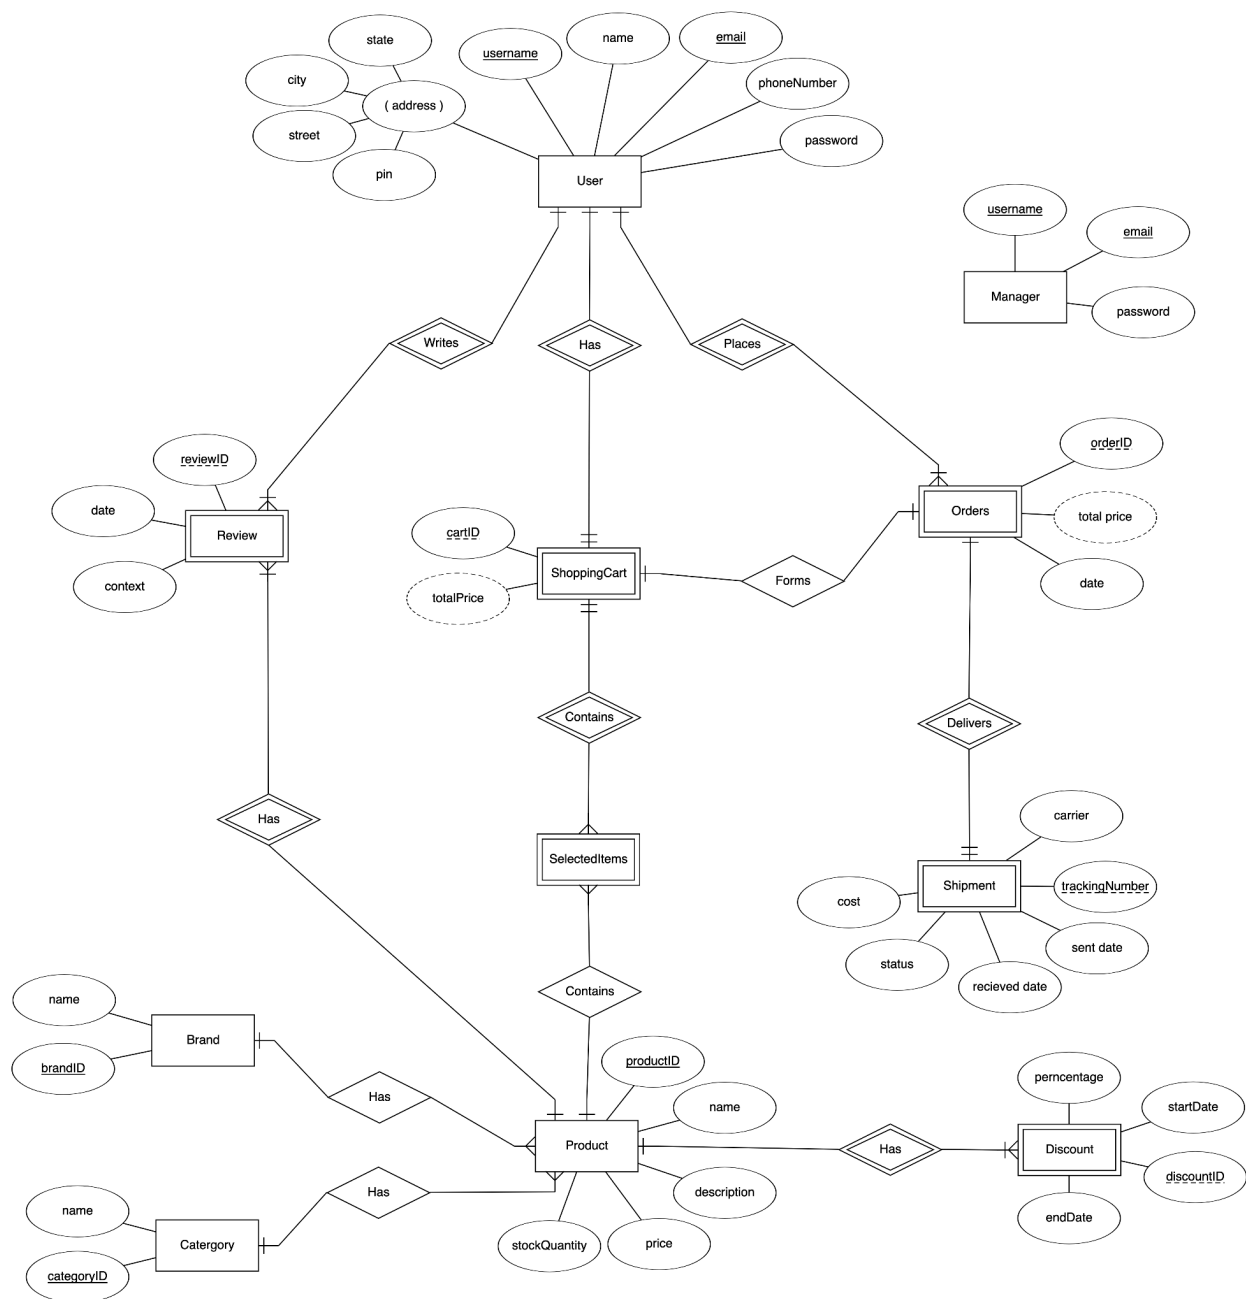 state
username
name
email
city
( address )
phoneNumber
street
password
pin
User
username
email
Manager
password
Writes
Has
Places
reviewID
orderID
date
Review
cartID
Orders
total price
context
ShoppingCart
totalPrice
Forms
date
Contains
Delivers
Has
carrier
SelectedItems
Shipment
trackingNumber
cost
status
sent date
recieved date
Contains
name
Brand
brandID
Has
productID
name
perncentage
startDate
Product
Has
Discount
discountID
description
Has
name
Catergory
categoryID
stockQuantity
price
endDate